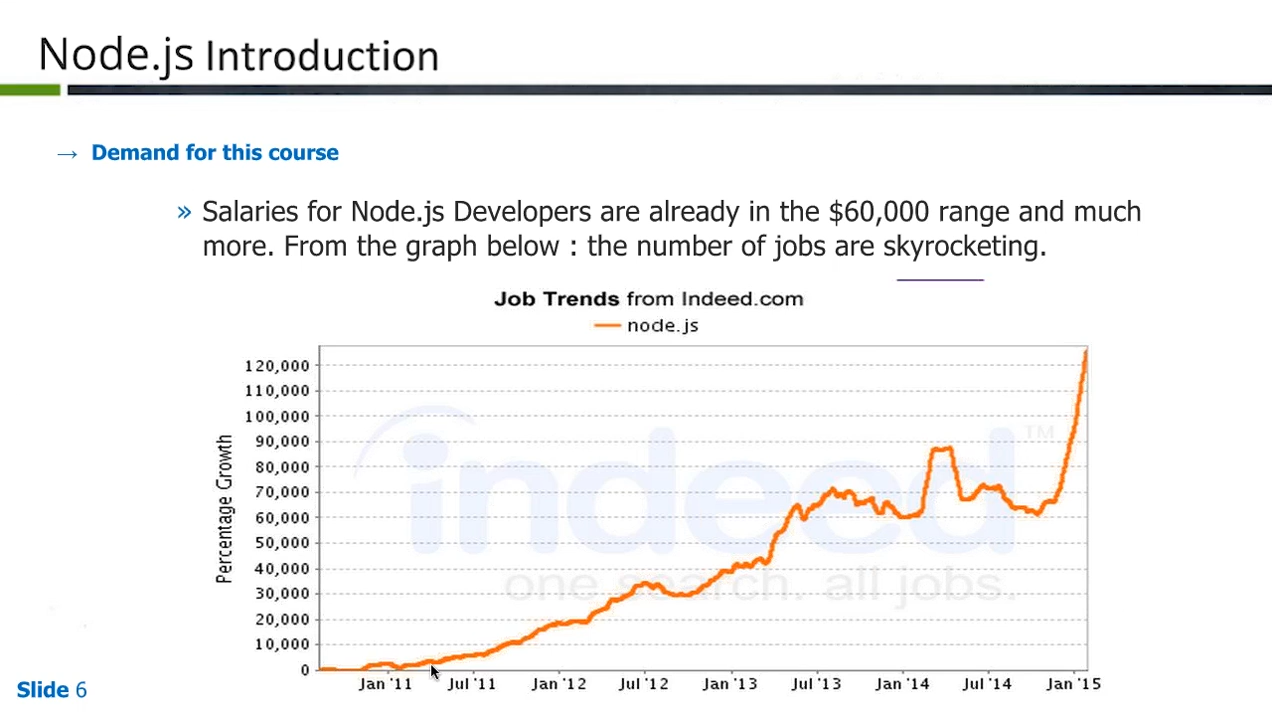 Node.js Introduction
→ Demand for this course
» Salaries for Node.js Developers are already in the $60,000 range and much
more. From the graph below : the number of jobs are skyrocketing.
Job Trends from Indeed.com
node.js
120,000
110,000
100,000
90,000
80,000
70,000
60,000
50,000
40,000
30,000
20,000
10,000
0
Percentage Growth
indeed™
one search. all jobs.
Jan '11 Jul '11 Jan '12 Jul '12 Jan '13 Jul '13 Jan '14 Jul '14 Jan '15
Slide 6